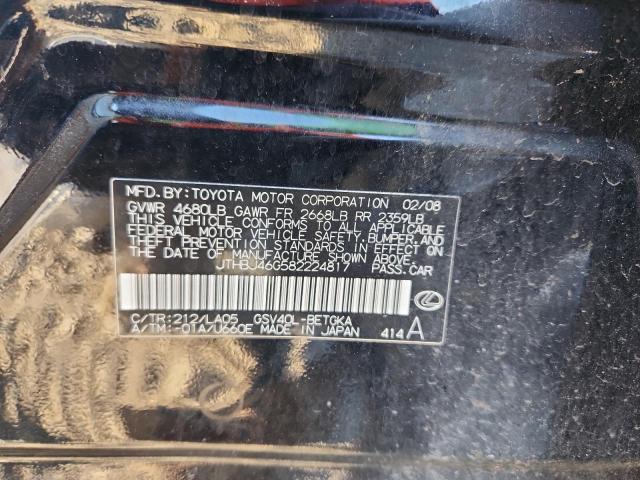 MFD.BY:TOYOTA MOTOR CORPORATION 02/08
GVWR 4680LB GAWR FR 2668LB RR 2359LB
THIS VEHICLE CONFORMS TO ALL APPLICABLE
FEDERAL MOTOR VEHICLE SAFETY,BUMPER,AND
THEFT PREVENTION STANDARDS IN EFFECT ON
THE DATE OF MANUFACTURE SHOWN ABOVE.
JTHBJ46G582224817 PASS.CAR
C/TR:212/LA05 GSV40L-BETGKA
A/TM:-01A/U660E MADE IN JAPAN 414A